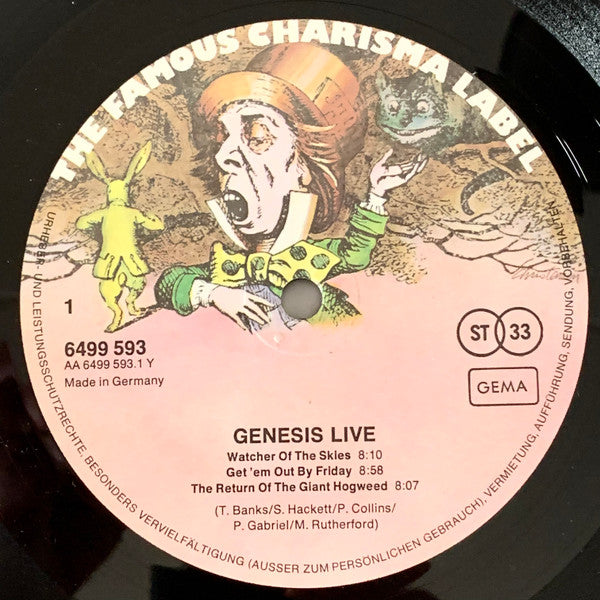 THE FAMOUS CHARISMA LABEL
1
6499 593
AA 6499 593.1 Y
Made in Germany
ST 33
GEMA
GENESIS LIVE
Watcher Of The Skies 8:10
Get 'em Out By Friday 8:58
The Return Of The Giant Hogweed 8:07
(T. Banks/S. Hackett/P. Collins/
P. Gabriel/M. Rutherford)
URHEBER- UND LEISTUNGSSCHUTZRECHTE, BESONDERS VERVIELFÄLTIGUNG (AUSSER ZUM PERSÖNLICHEN GEBRAUCH), VERMIETUNG, AUFFÜHRUNG, SENDUNG, VORBEHALTEN